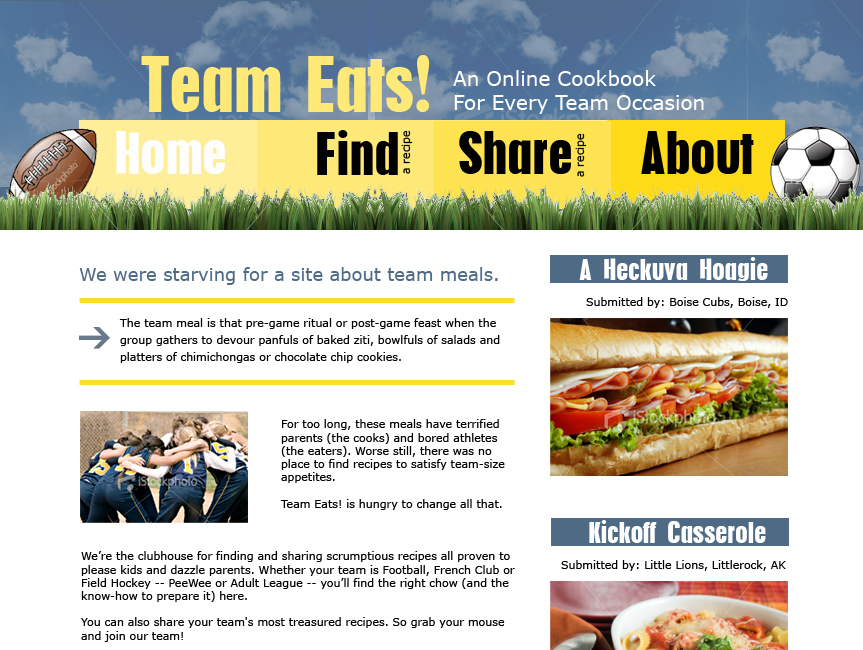 Team Eats!
An Online Cookbook
For Every Team Occasion
Home
Find a recipe
Share a recipe
About
We were starving for a site about team meals.
The team meal is that pre-game ritual or post-game feast when the
group gathers to devour panfuls of baked ziti, bowlfuls of salads and
platters of chimichongas or chocolate chip cookies.
For too long, these meals have terrified
parents (the cooks) and bored athletes
(the eaters). Worse still, there was no
place to find recipes to satisfy team-size
appetites.
Team Eats! is hungry to change all that.
iStockphoto
We’re the clubhouse for finding and sharing scrumptious recipes all proven to
please kids and dazzle parents. Whether your team is Football, French Club or
Field Hockey -- PeeWee or Adult League -- you’ll find the right chow (and the
know-how to prepare it) here.
You can also share your team's most treasured recipes. So grab your mouse
and join our team!
A Heckuva Hoagie
Submitted by: Boise Cubs, Boise, ID
iStockphoto
Kickoff Casserole
Submitted by: Little Lions, Littlerock, AK